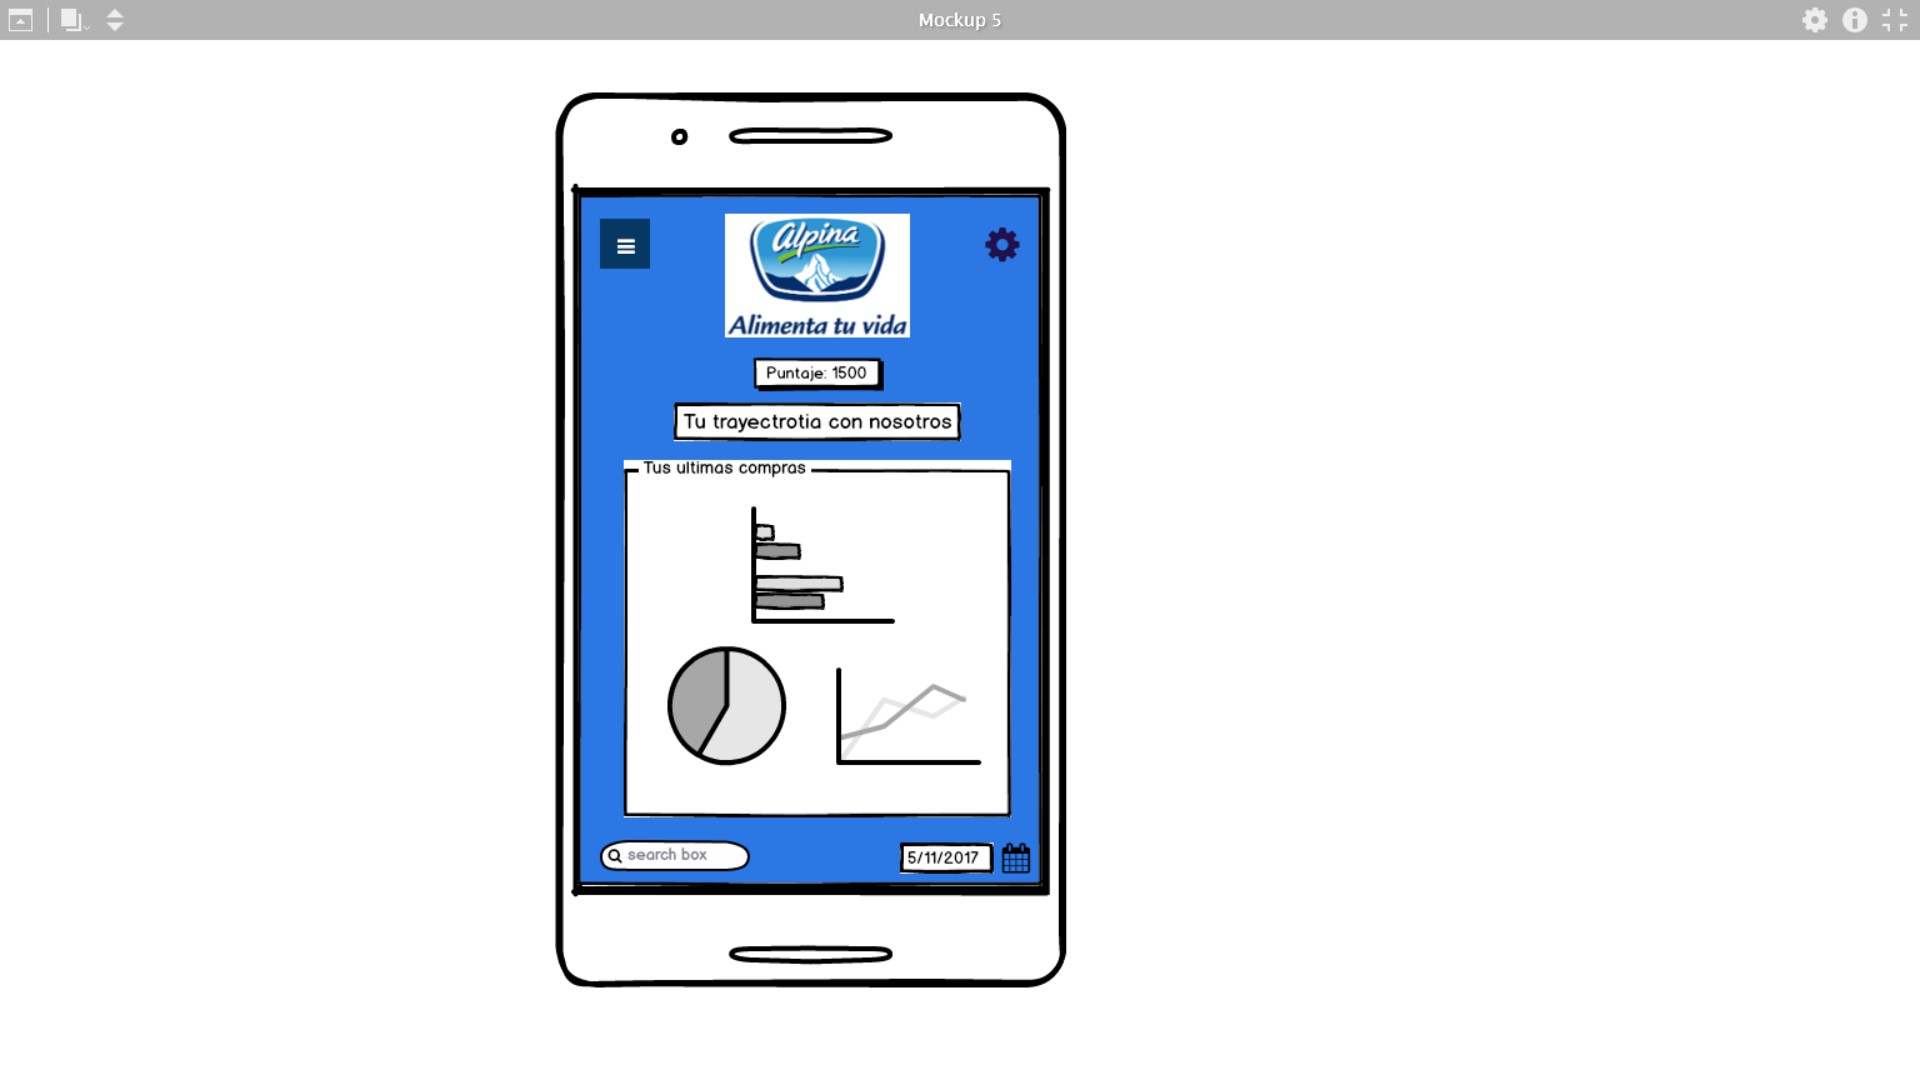 Mockup 5
alpina
Alimenta tu vida
Puntaje: 1500
Tu trayectrotia con nosotros
Tus ultimas compras
search box
5/11/2017